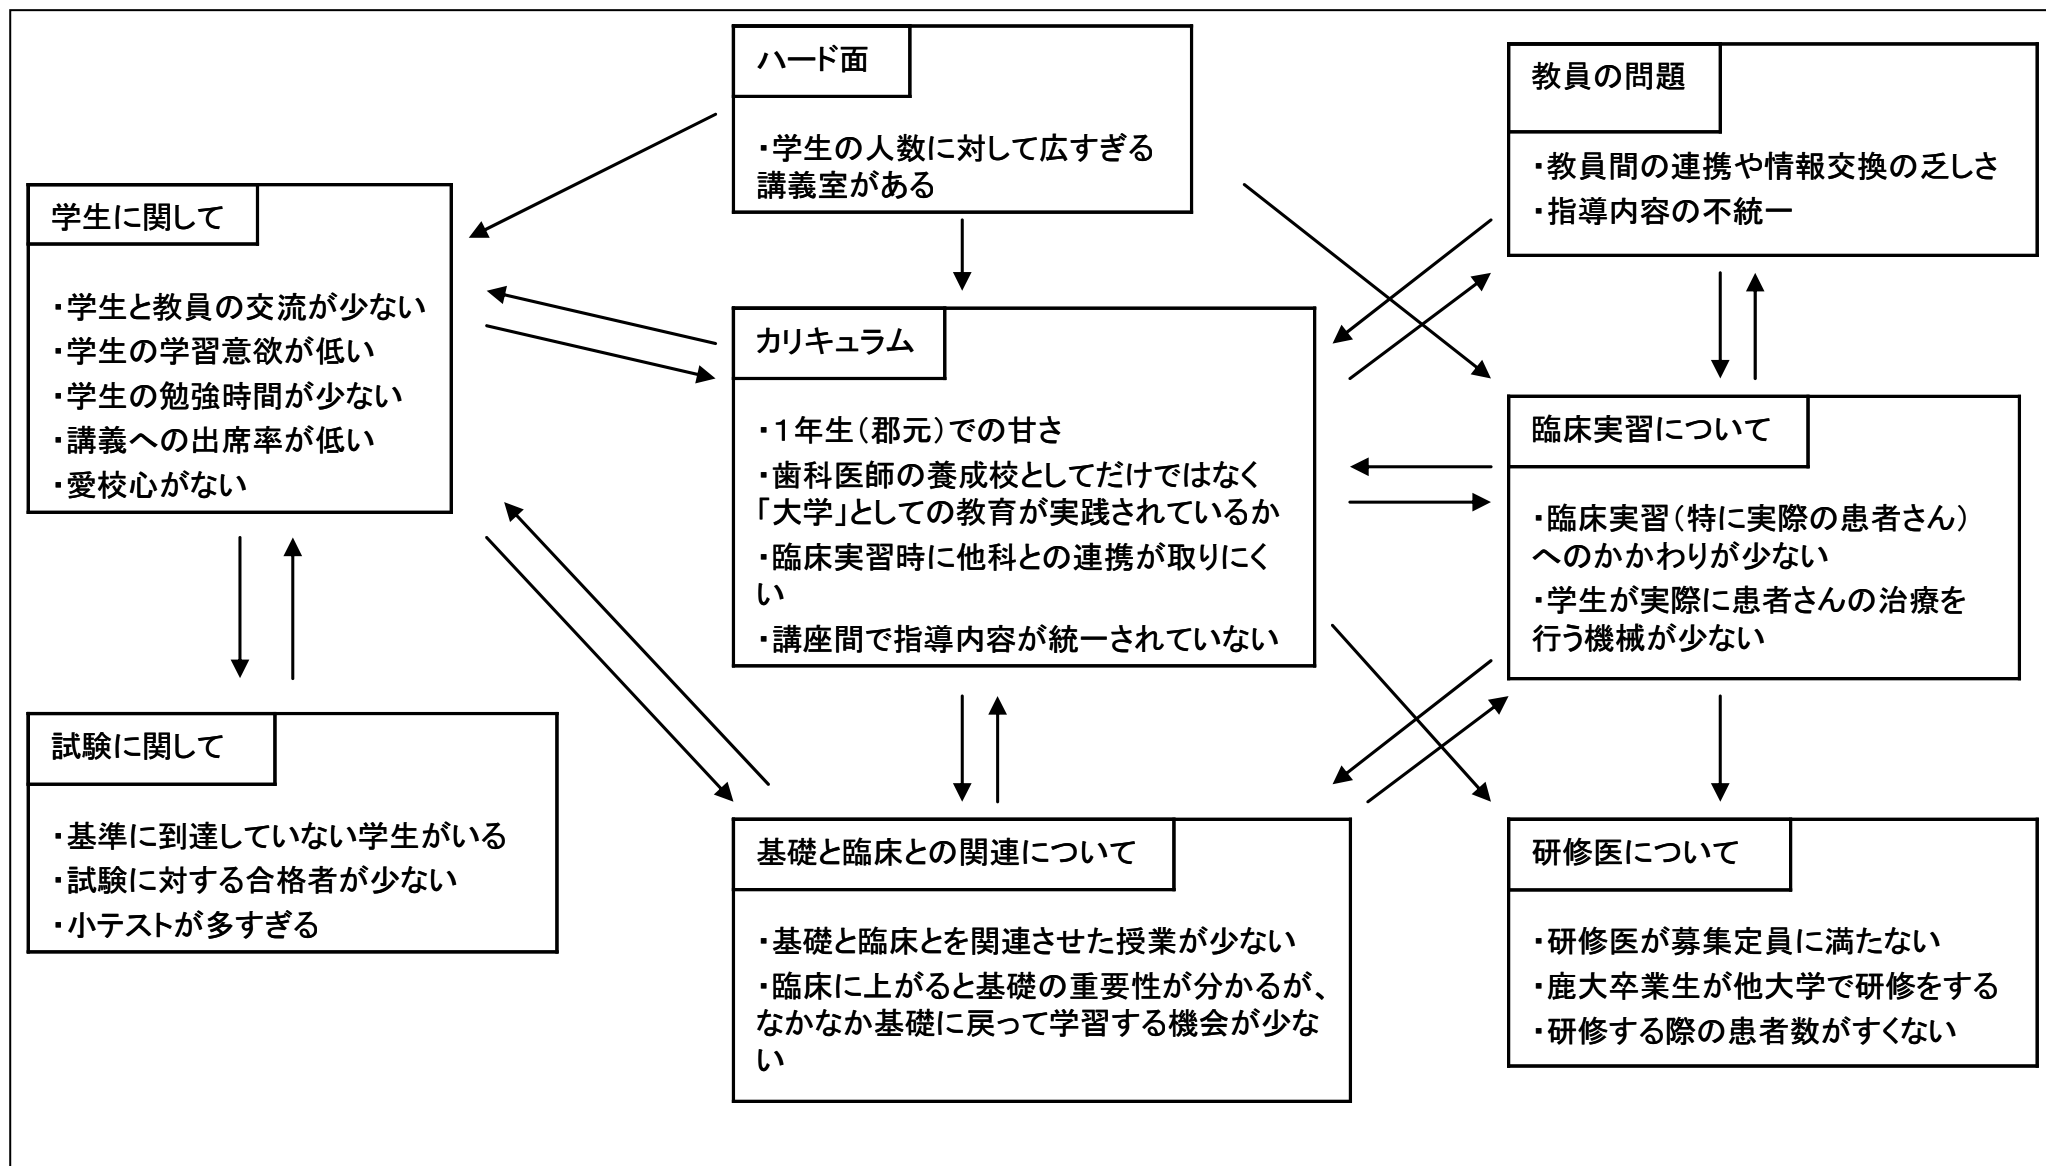 ハード面
・学生の人数に対して広すぎる
講義室がある
教員の問題
・教員間の連携や情報交換の乏しさ
・指導内容の不統一
学生に関して
・学生と教員の交流が少ない
・学生の学習意欲が低い
・学生の勉強時間が少ない
・講義への出席率が低い
・愛校心がない
カリキュラム
・１年生（郡元）での甘さ
・歯科医師の養成校としてだけではなく
「大学」としての教育が実践されているか
・臨床実習時に他科との連携が取りにく
い
・講座間で指導内容が統一されていない
臨床実習について
・臨床実習（特に実際の患者さん）
へのかかわりが少ない
・学生が実際に患者さんの治療を
行う機械が少ない
試験に関して
・基準に到達していない学生がいる
・試験に対する合格者が少ない
・小テストが多すぎる
基礎と臨床との関連について
・基礎と臨床とを関連させた授業が少ない
・臨床に上がると基礎の重要性が分かるが、
なかなか基礎に戻って学習する機会が少な
い
研修医について
・研修医が募集定員に満たない
・鹿大卒業生が他大学で研修をする
・研修する際の患者数がすくない